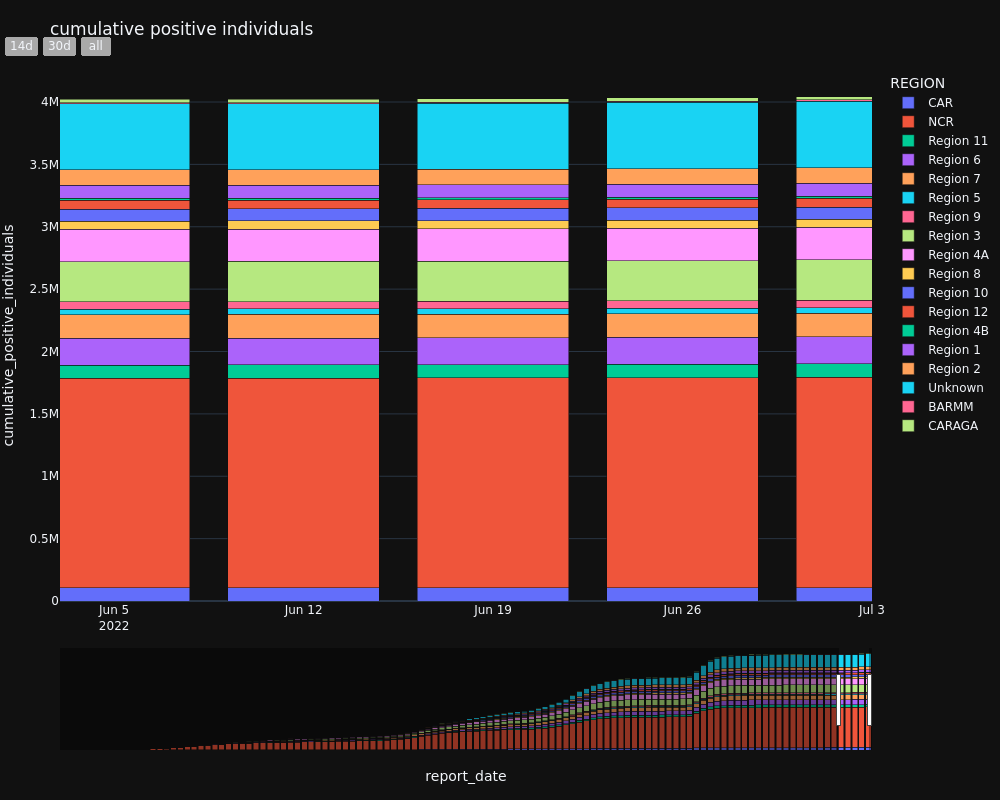 cumulative positive individuals
14d 30d all
REGION
CAR
NCR
Region 11
Region 6
Region 7
Region 5
Region 9
Region 3
Region 4A
Region 8
Region 10
Region 12
Region 4B
Region 1
Region 2
Unknown
BARMM
CARAGA
cumulative_positive_individuals
4M
3.5M
3M
2.5M
2M
1.5M
1M
0.5M
0
Jun 5 Jun 12 Jun 19 Jun 26 Jul 3
2022
report_date